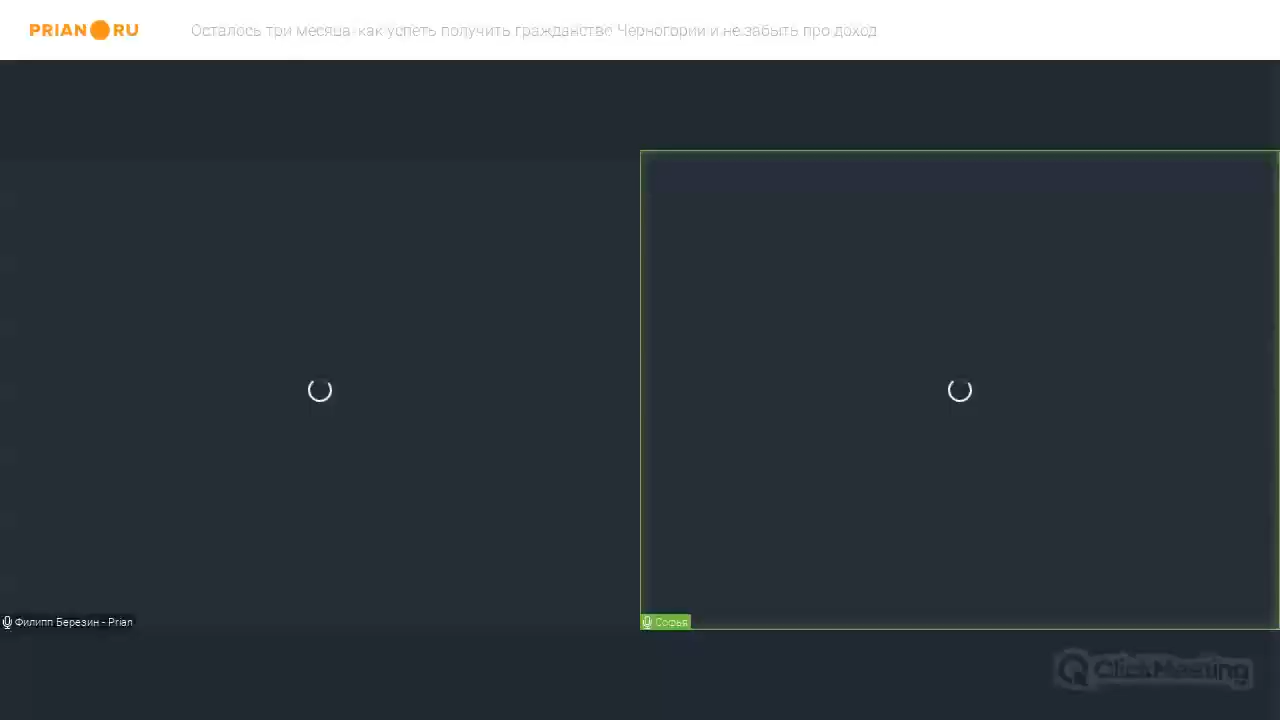 PRIAN RU
Осталось три месяца: как успеть получить гражданство Черногории и не забыть про доход
Филипп Березин - Prian
Софья
ClickMeeting